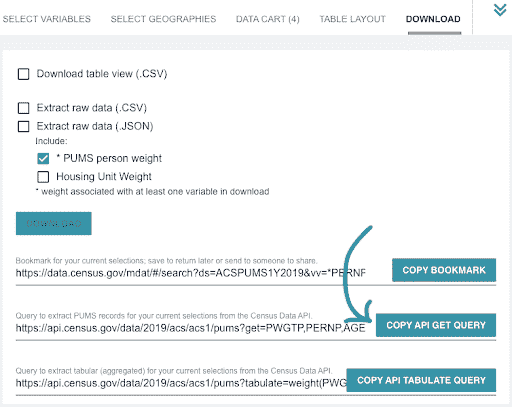 SELECT VARIABLES SELECT GEOGRAPHIES DATA CART (4) TABLE LAYOUT DOWNLOAD
Download table view (.CSV)
Extract raw data (.CSV)
Extract raw data (.JSON)
Include:
* PUMS person weight
Housing Unit Weight
* weight associated with at least one variable in download
Bookmark for your current selections; save to return later or send to someone to share.
https://data.census.gov/mdat/#/search?ds=ACSPUMS1Y2019&vv=*PERNF COPY BOOKMARK
Query to extract PUMS records for your current selections from the Census Data API.
https://api.census.gov/data/2019/acs/acs1/pums?get=PWGTP,PERNP,AGE COPY API GET QUERY
Query to extract tabular (aggregated) for your current selections from the Census Data API.
https://api.census.gov/data/2019/acs/acs1/pums?tabulate=weight(PWG COPY API TABULATE QUERY